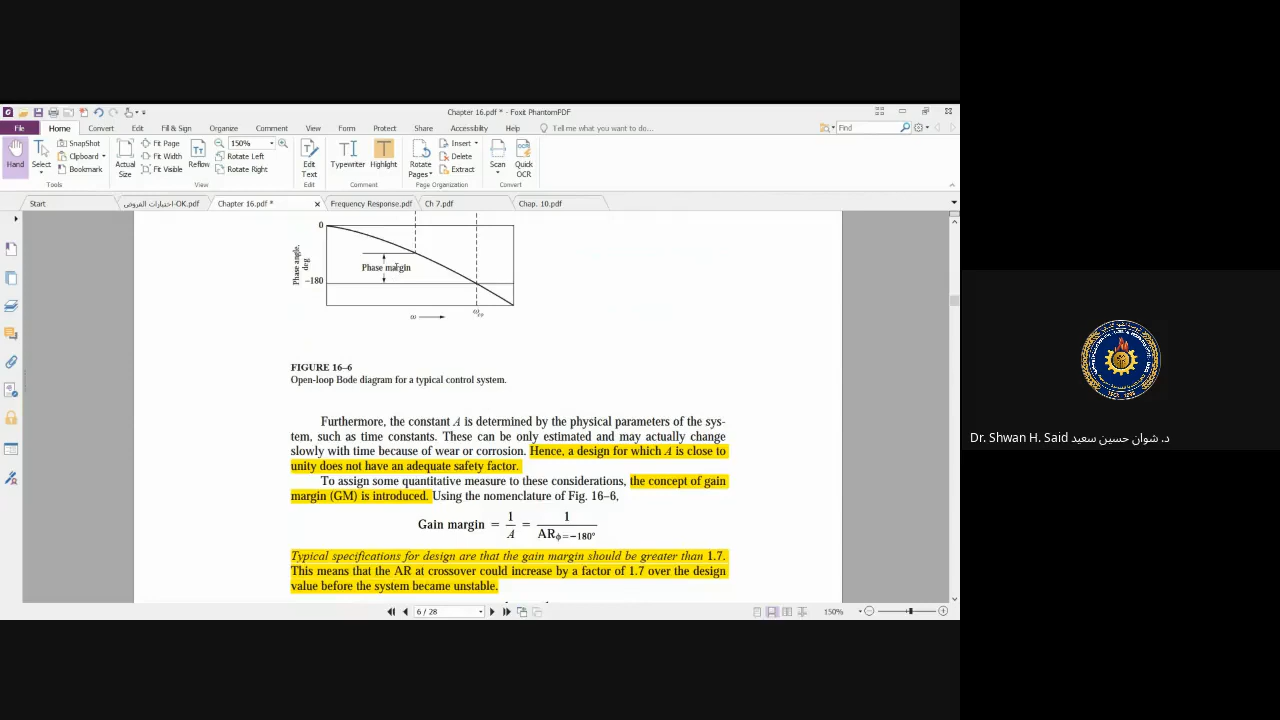 Chapter 16.pdf * - Foxit PhantomPDF
File Home Convert Edit Fill & Sign Organize Comment View Form Protect Share Accessibility Help Tell me what you want to do... Find
Hand
Select
SnapShot
Clipboard
Bookmark
Tools
Actual Size
Fit Page
Fit Width
Fit Visible
Reflow
150%
Rotate Left
Rotate Right
View
Edit Text
Edit
Typewriter
Highlight
Comment
Rotate Pages
Insert
Delete
Extract
Page Organization
Scan
Quick OCR
Convert
Start
اختيارات الفروض-OK.pdf
Chapter 16.pdf *
Frequency Response.pdf
Ch 7.pdf
Chap. 10.pdf
0
Phase angle, deg
Phase margin
−180
ω
ωco
FIGURE 16–6
Open-loop Bode diagram for a typical control system.
Furthermore, the constant A is determined by the physical parameters of the sys-
tem, such as time constants. These can be only estimated and may actually change
slowly with time because of wear or corrosion. Hence, a design for which A is close to
unity does not have an adequate safety factor.
To assign some quantitative measure to these considerations, the concept of gain
margin (GM) is introduced. Using the nomenclature of Fig. 16–6,
Gain margin = 1/A = 1/ARϕ=−180°
Typical specifications for design are that the gain margin should be greater than 1.7.
This means that the AR at crossover could increase by a factor of 1.7 over the design
value before the system became unstable.
6 / 28
150%
Dr. Shwan H. Said د. شوان حسين سعيد